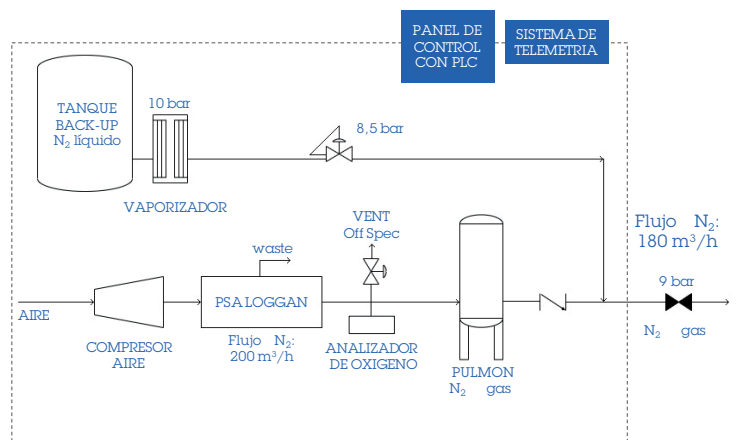 PANEL DE
CONTROL
CON PLC
SISTEMA DE
TELEMETRIA
TANQUE
BACK-UP
N₂ líquido
10 bar
8,5 bar
VAPORIZADOR
VENT
Off Spec
waste
Flujo N₂:
180 m³/h
9 bar
AIRE
PSA LOGGAN
N₂ gas
COMPRESOR
AIRE
Flujo N₂:
200 m³/h
ANALIZADOR
DE OXIGENO
PULMON
N₂ gas